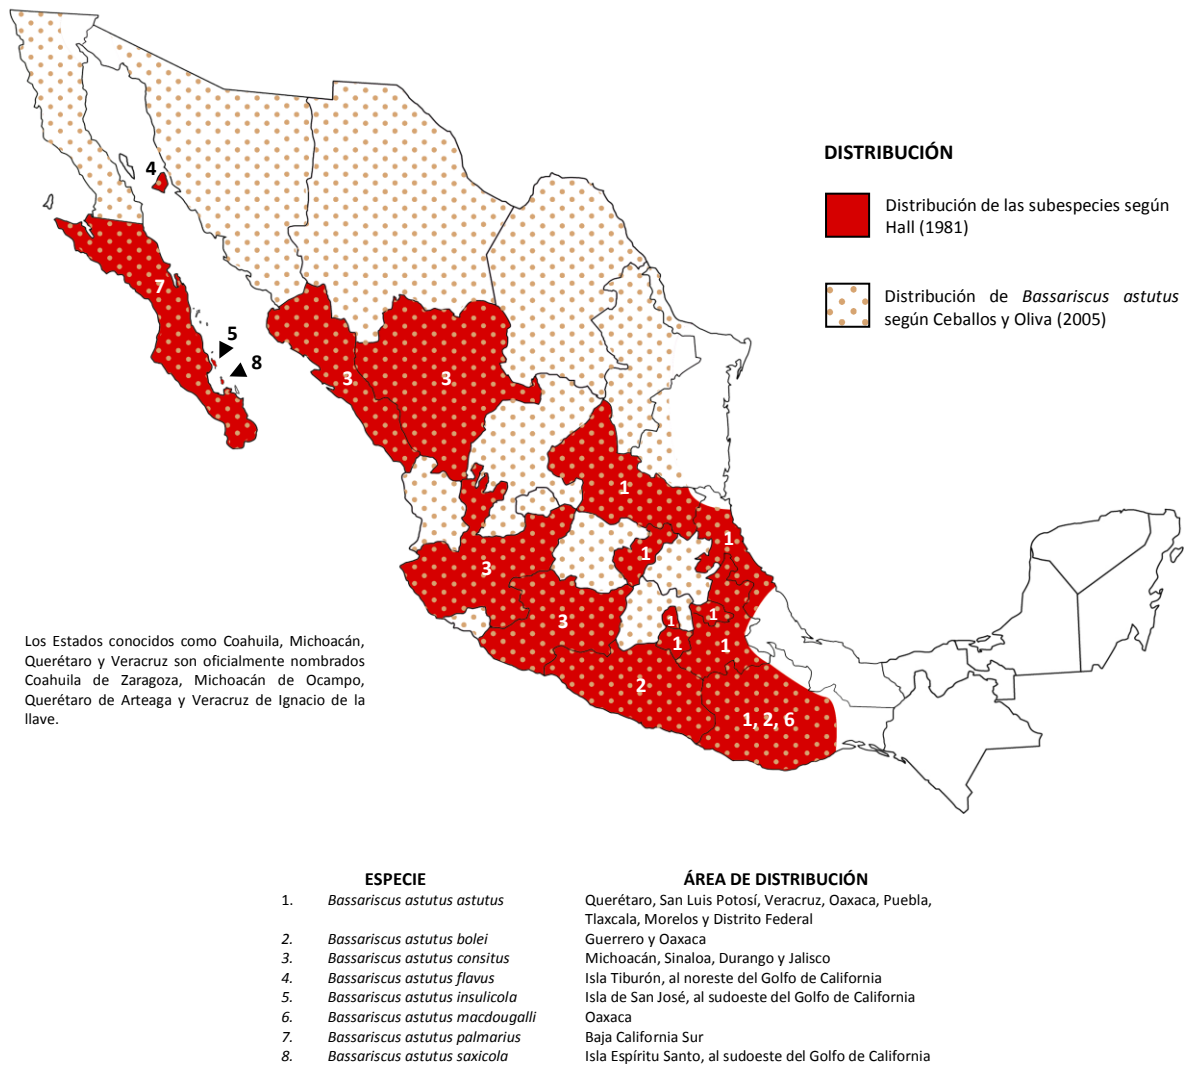 4
7
5
8
3
3
1
1
1
3
3
1
1
1
1
2
1, 2, 6
DISTRIBUCIÓN
Distribución de las subespecies según
Hall (1981)
Distribución de Bassariscus astutus
según Ceballos y Oliva (2005)
Los Estados conocidos como Coahuila, Michoacán,
Querétaro y Veracruz son oficialmente nombrados
Coahuila de Zaragoza, Michoacán de Ocampo,
Querétaro de Arteaga y Veracruz de Ignacio de la
llave.
ESPECIE ÁREA DE DISTRIBUCIÓN
1. Bassariscus astutus astutus Querétaro, San Luis Potosí, Veracruz, Oaxaca, Puebla,
Tlaxcala, Morelos y Distrito Federal
2. Bassariscus astutus bolei Guerrero y Oaxaca
3. Bassariscus astutus consitus Michoacán, Sinaloa, Durango y Jalisco
4. Bassariscus astutus flavus Isla Tiburón, al noreste del Golfo de California
5. Bassariscus astutus insulicola Isla de San José, al sudoeste del Golfo de California
6. Bassariscus astutus macdougalli Oaxaca
7. Bassariscus astutus palmarius Baja California Sur
8. Bassariscus astutus saxicola Isla Espíritu Santo, al sudoeste del Golfo de California